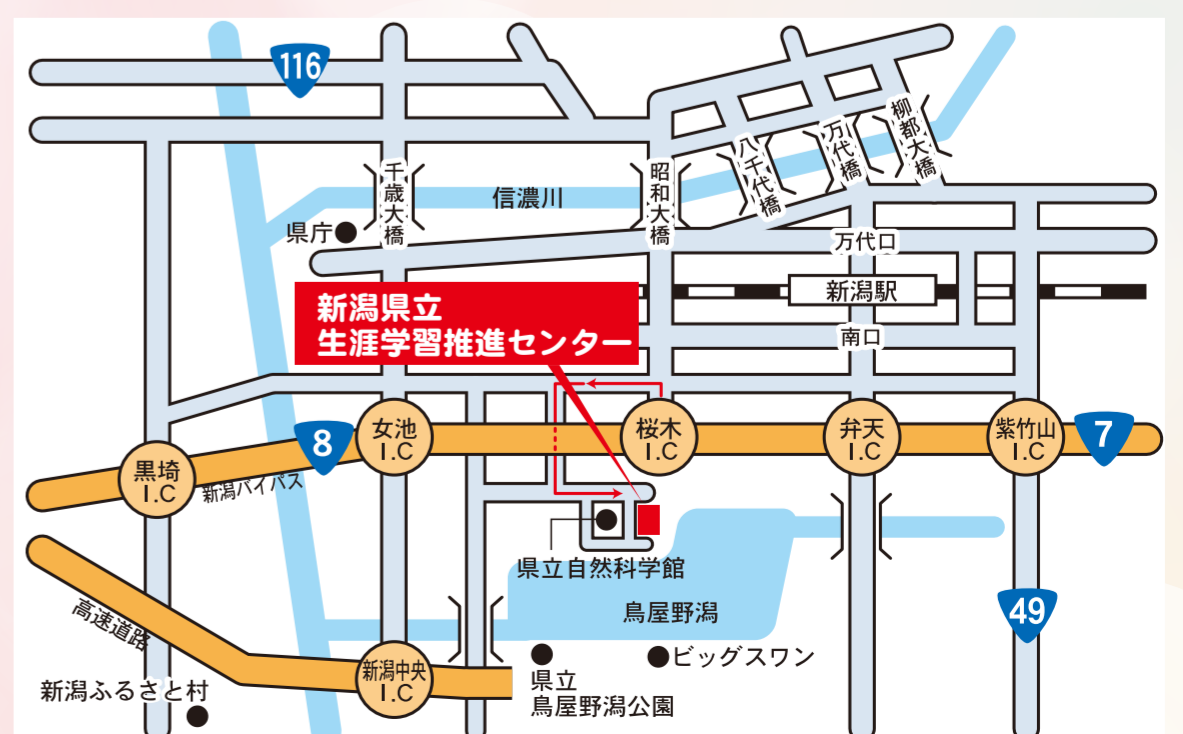 116
柳都大橋
万代橋
八千代橋
千歳大橋
昭和大橋
信濃川
県庁
万代口
新潟駅
新潟県立
生涯学習推進センター
南口
女池
I.C
桜木
I.C
弁天
I.C
紫竹山
I.C
7
8
黒埼
I.C
新潟バイパス
県立自然科学館
鳥屋野潟
49
高速道路
新潟中央
I.C
ビッグスワン
県立
鳥屋野潟公園
新潟ふるさと村